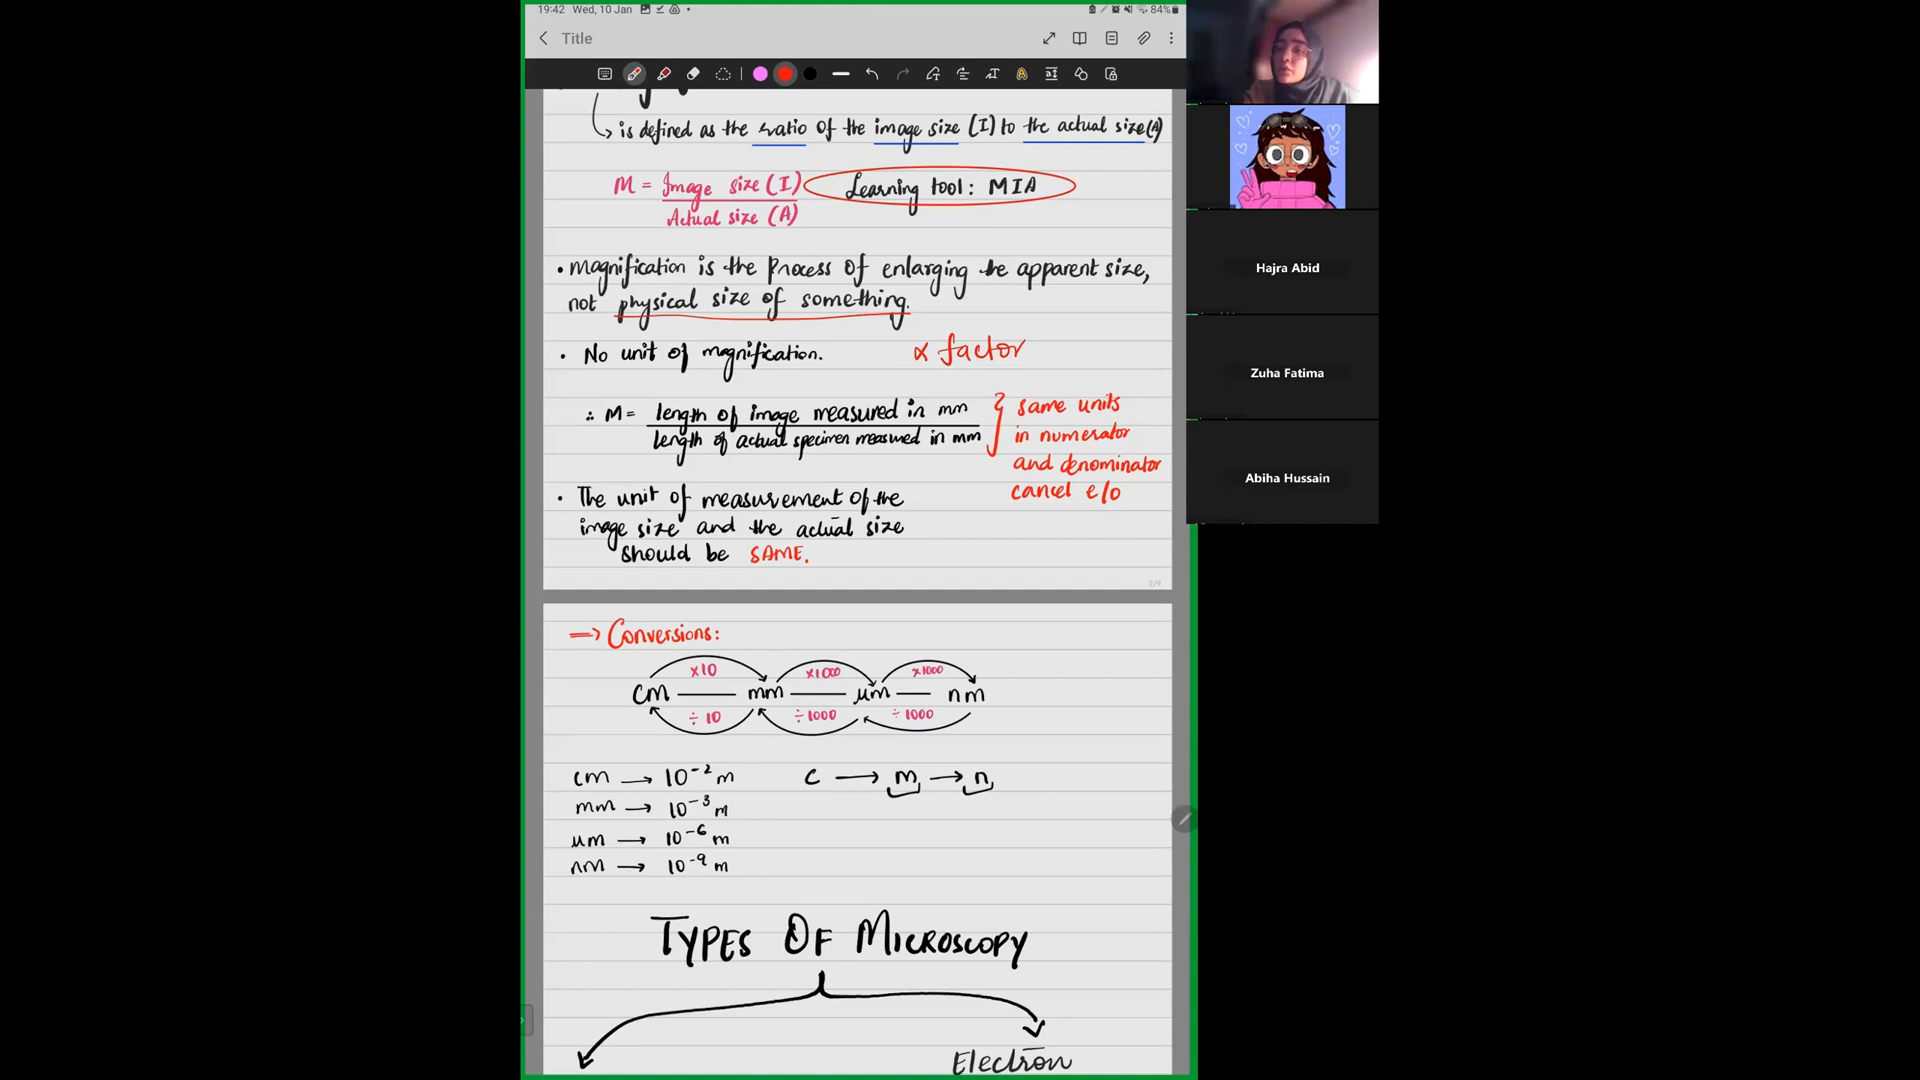 19:42 Wed, 10 Jan
84%
Title
is defined as the ratio of the image size (I) to the actual size (A)
M = Image size (I)
Actual size (A)
Learning tool: MIA
• Magnification is the process of enlarging the apparent size,
not physical size of something.
• No unit of magnification.
∝ factor
∴ M = length of image measured in mm
length of actual specimen measured in mm
same units
in numerator
and denominator
cancel e/o
• The unit of measurement of the
image size and the actual size
should be SAME.
2/9
⇒ Conversions:
×10 ×1000 ×1000
cm — mm — μm — nm
÷10 ÷1000 ÷1000
cm → 10⁻² m
c → m → n
mm → 10⁻³ m
μm → 10⁻⁶ m
nm → 10⁻⁹ m
TYPES OF MICROSCOPY
Electron
Hajra Abid
Zuha Fatima
Abiha Hussain